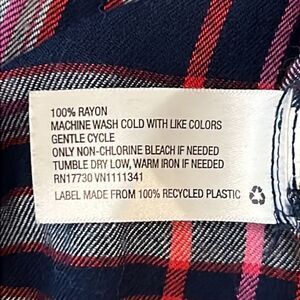 100% RAYON
MACHINE WASH COLD WITH LIKE COLORS
GENTLE CYCLE
ONLY NON-CHLORINE BLEACH IF NEEDED
TUMBLE DRY LOW, WARM IRON IF NEEDED
RN17730 VN1111341
LABEL MADE FROM 100% RECYCLED PLASTIC